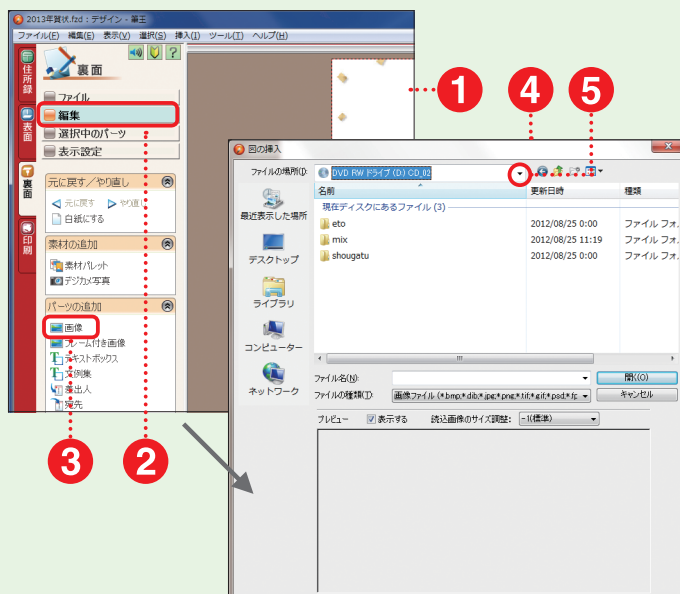 2013年賀状.fzd : デザイン - 筆王
ファイル(F) 編集(E) 表示(V) 選択(S) 挿入(I) ツール(T) ヘルプ(H)
住所録
表面
裏面
印刷
裏面
ファイル
編集
選択中のパーツ
表示設定
元に戻す／やり直し
元に戻す やり直し
白紙にする
素材の追加
素材パレット
デジカメ写真
パーツの追加
画像
フレーム付き画像
テキストボックス
文例集
差出人
宛先
1
4
5
3
2
図の挿入
ファイルの場所(I):
DVD RW ドライブ (D:) CD_02
最近表示した場所
デスクトップ
ライブラリ
コンピューター
ネットワーク
名前 更新日時 種類
現在ディスクにあるファイル (3)
eto 2012/08/25 0:00 ファイル フォ
mix 2012/08/25 11:19 ファイル フォ
shougatu 2012/08/25 0:00 ファイル フォ
ファイル名(N): 開く(O)
ファイルの種類(T): 画像ファイル (*.bmp;*.dib;*.jpg;*.png;*.tif;*.gif;*.psd;*.fp キャンセル
プレビュー 表示する 読込画像のサイズ調整: -1(標準)